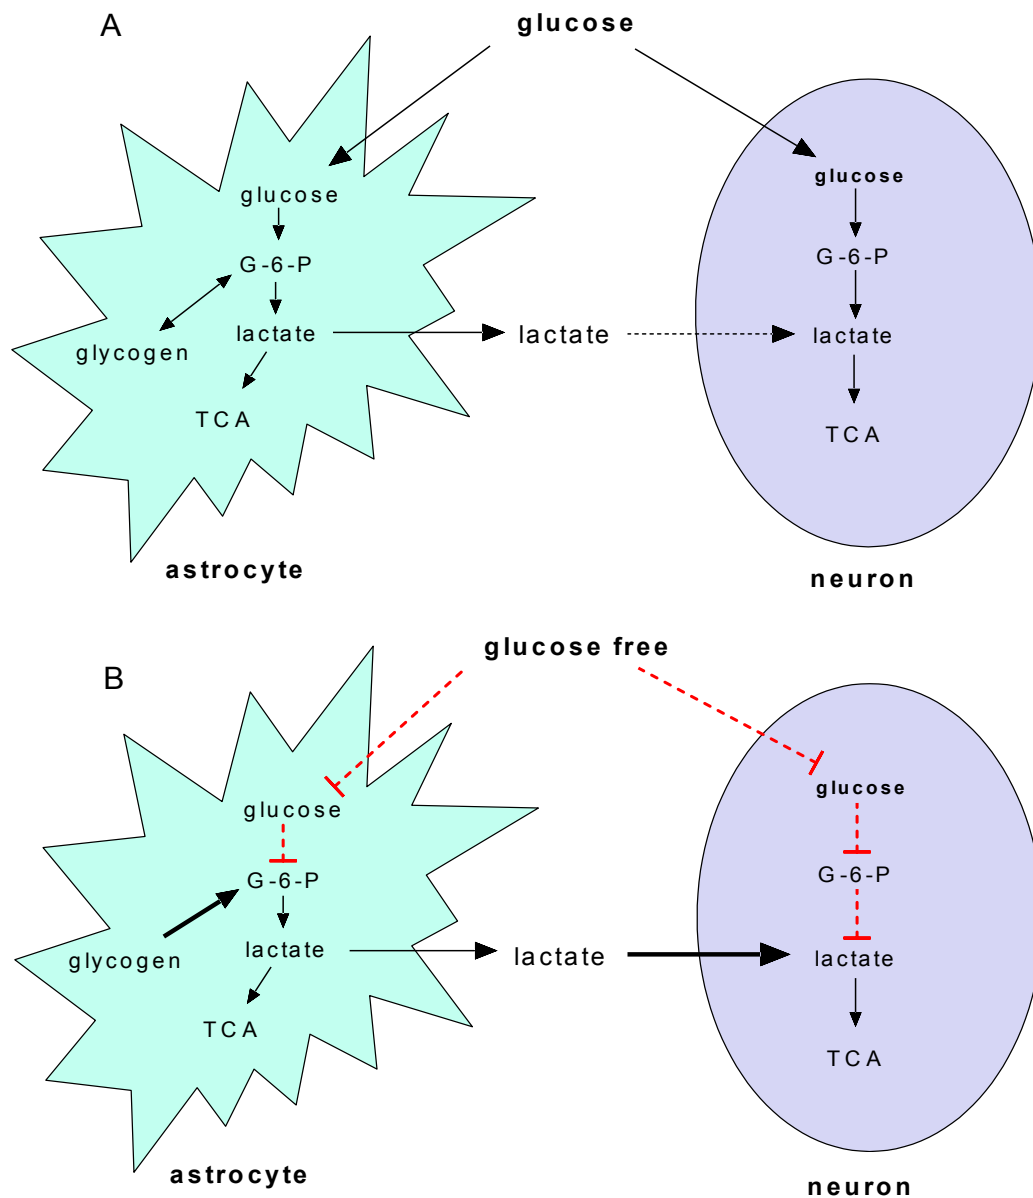 A
glucose
glucose
glucose
G-6-P
G-6-P
lactate
lactate
lactate
glycogen
TCA
TCA
astrocyte
neuron
B
glucose free
glucose
glucose
G-6-P
G-6-P
lactate
lactate
lactate
glycogen
TCA
TCA
astrocyte
neuron